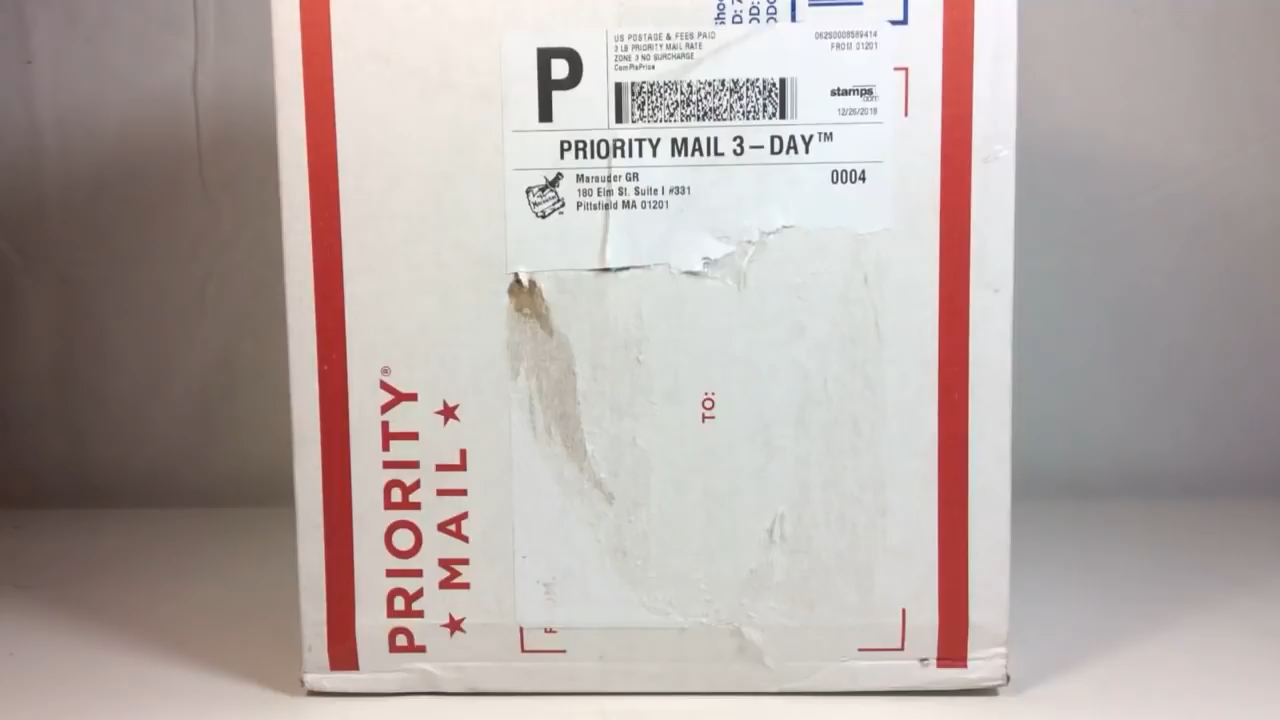 P
US POSTAGE & FEES PAID
3 LB PRIORITY MAIL RATE
ZONE 3 NO SURCHARGE
ComPlsPrice
062S0008589414
FROM 01201
stamps
.com
12/26/2018
PRIORITY MAIL 3–DAY™
Marauder GR
180 Elm St. Suite I #331
Pittsfield MA 01201
0004
TO:
PRIORITY®
★ MAIL ★